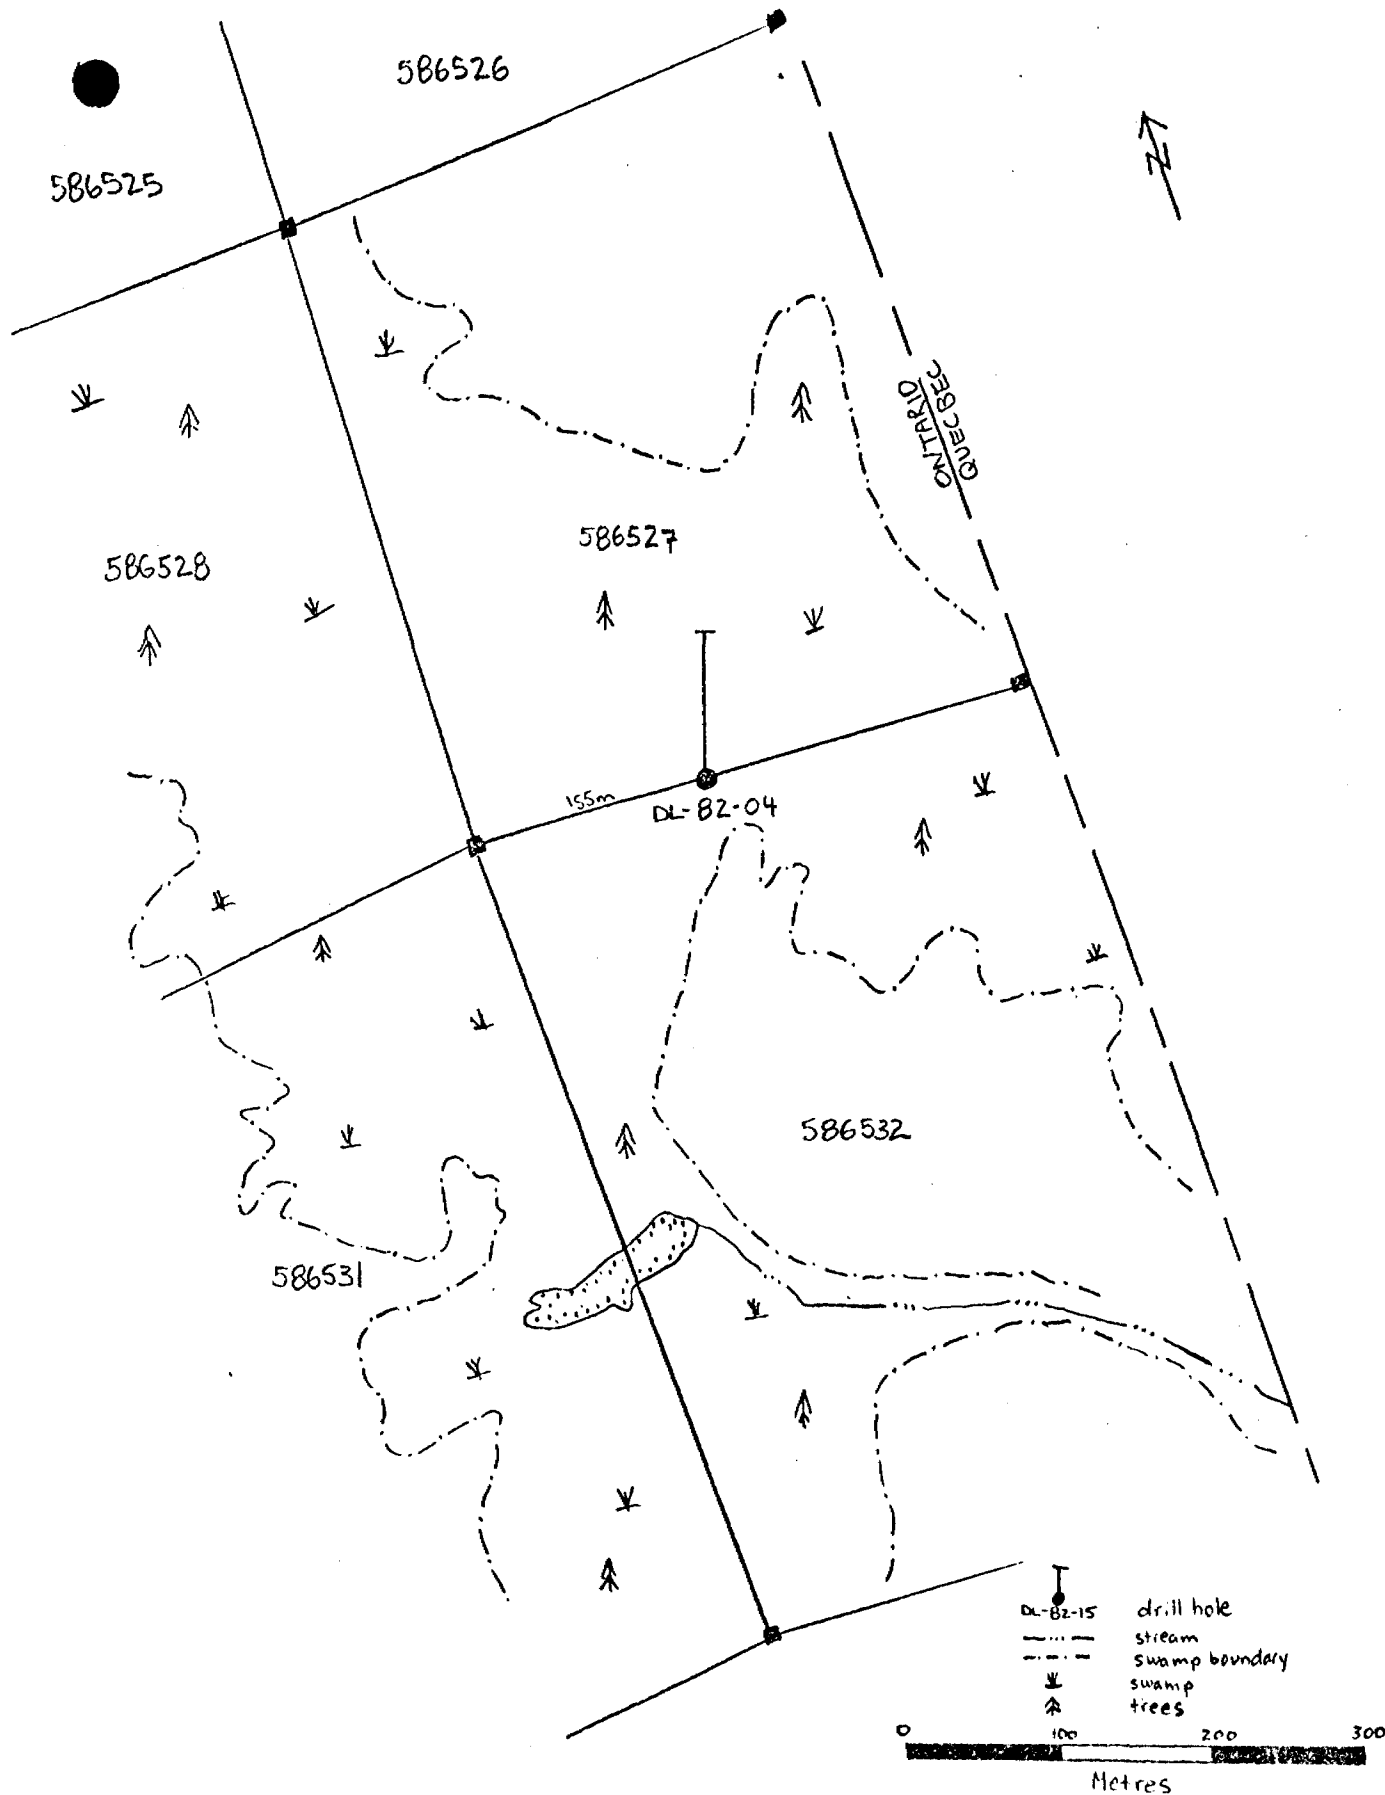 586526
N
586525
ONTARIO
QUECBEC
586527
586528
155m
DL-82-04
586532
586531
DL-82-15 drill hole
stream
swamp boundary
swamp
trees
0 100 200 300
Metres